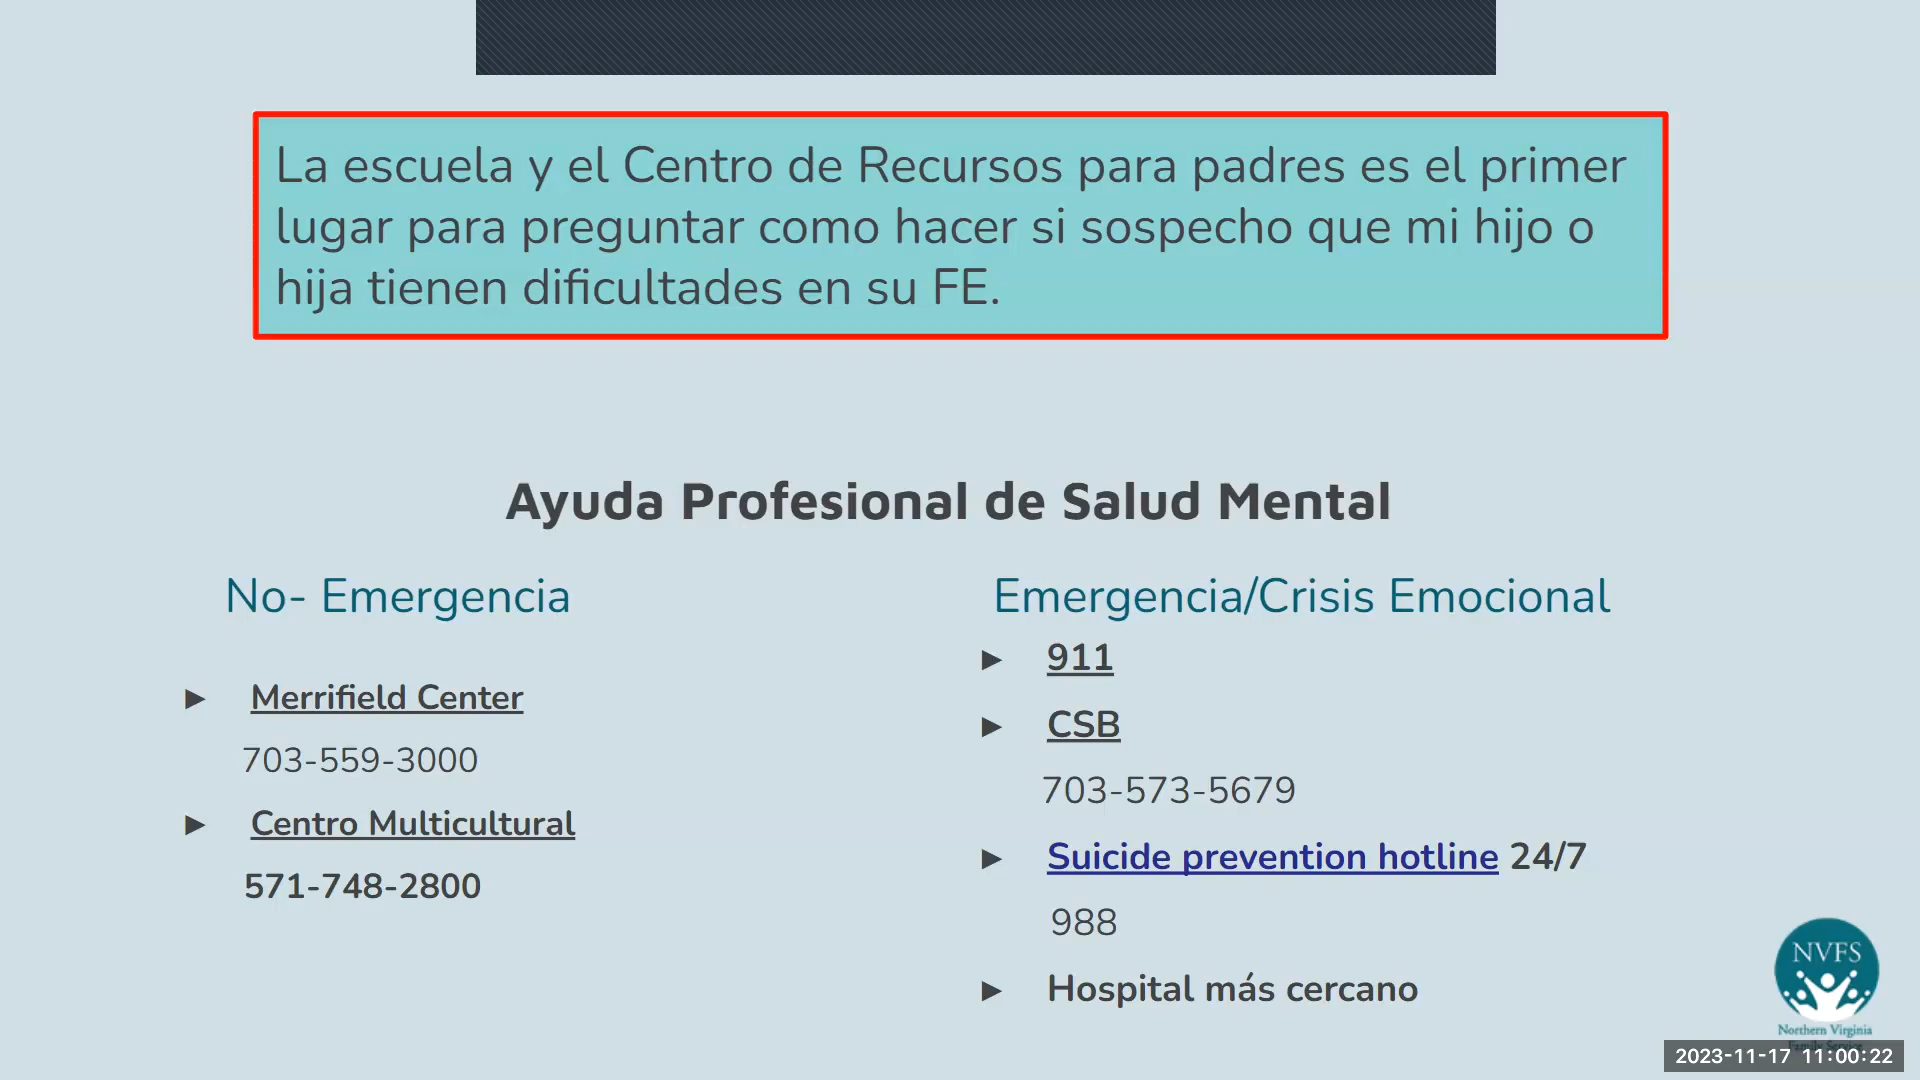 La escuela y el Centro de Recursos para padres es el primer
lugar para preguntar como hacer si sospecho que mi hijo o
hija tienen dificultades en su FE.
Ayuda Profesional de Salud Mental
No- Emergencia
► Merrifield Center
703-559-3000
► Centro Multicultural
571-748-2800
Emergencia/Crisis Emocional
► 911
► CSB
703-573-5679
► Suicide prevention hotline 24/7
988
► Hospital más cercano
NVFS
Northern Virginia
Family Service
2023-11-17 11:00:22